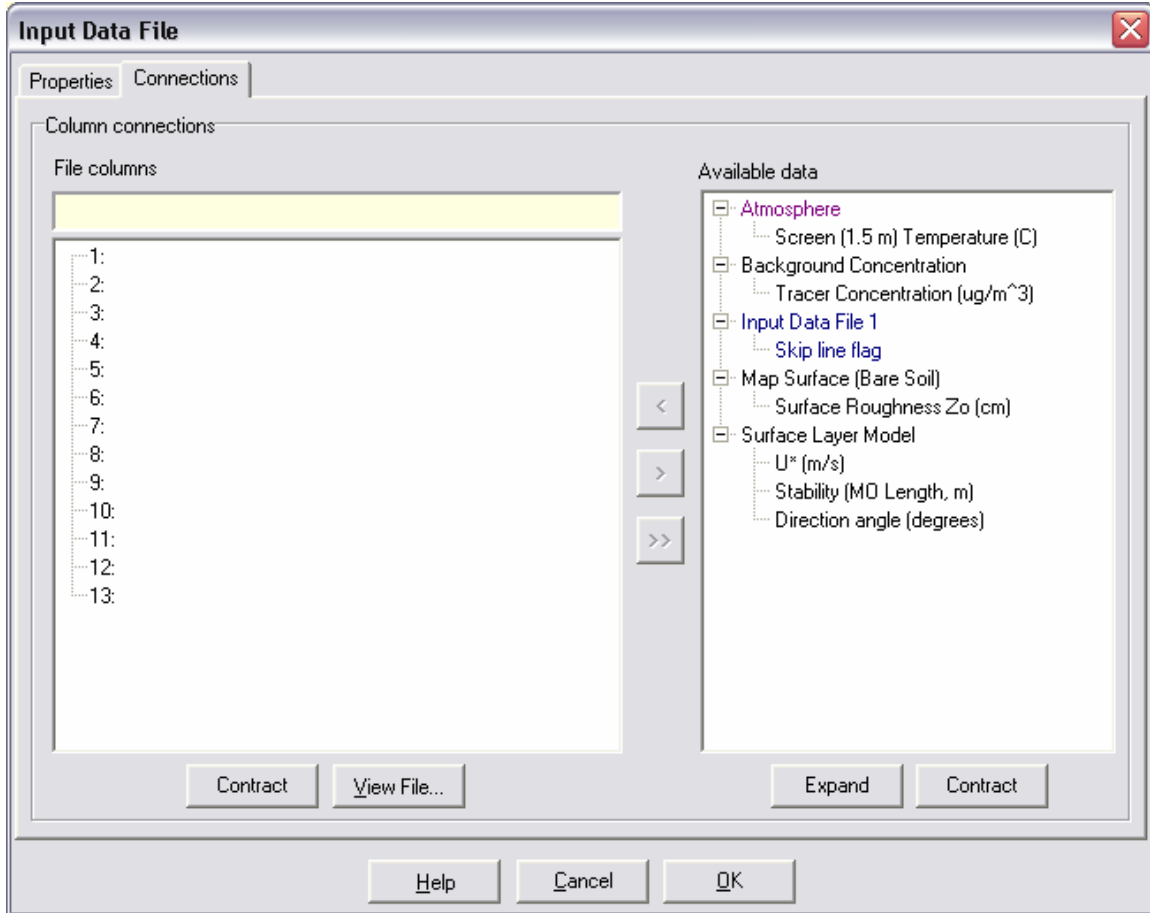 Input Data File
Properties
Connections
Column connections
File columns
1:
2:
3:
4:
5:
6:
7:
8:
9:
10:
11:
12:
13:
Contract
View File...
<
>
>>
Available data
Atmosphere
Screen (1.5 m) Temperature (C)
Background Concentration
Tracer Concentration (ug/m^3)
Input Data File 1
Skip line flag
Map Surface (Bare Soil)
Surface Roughness Zo (cm)
Surface Layer Model
U* (m/s)
Stability (MO Length, m)
Direction angle (degrees)
Expand
Contract
Help
Cancel
OK